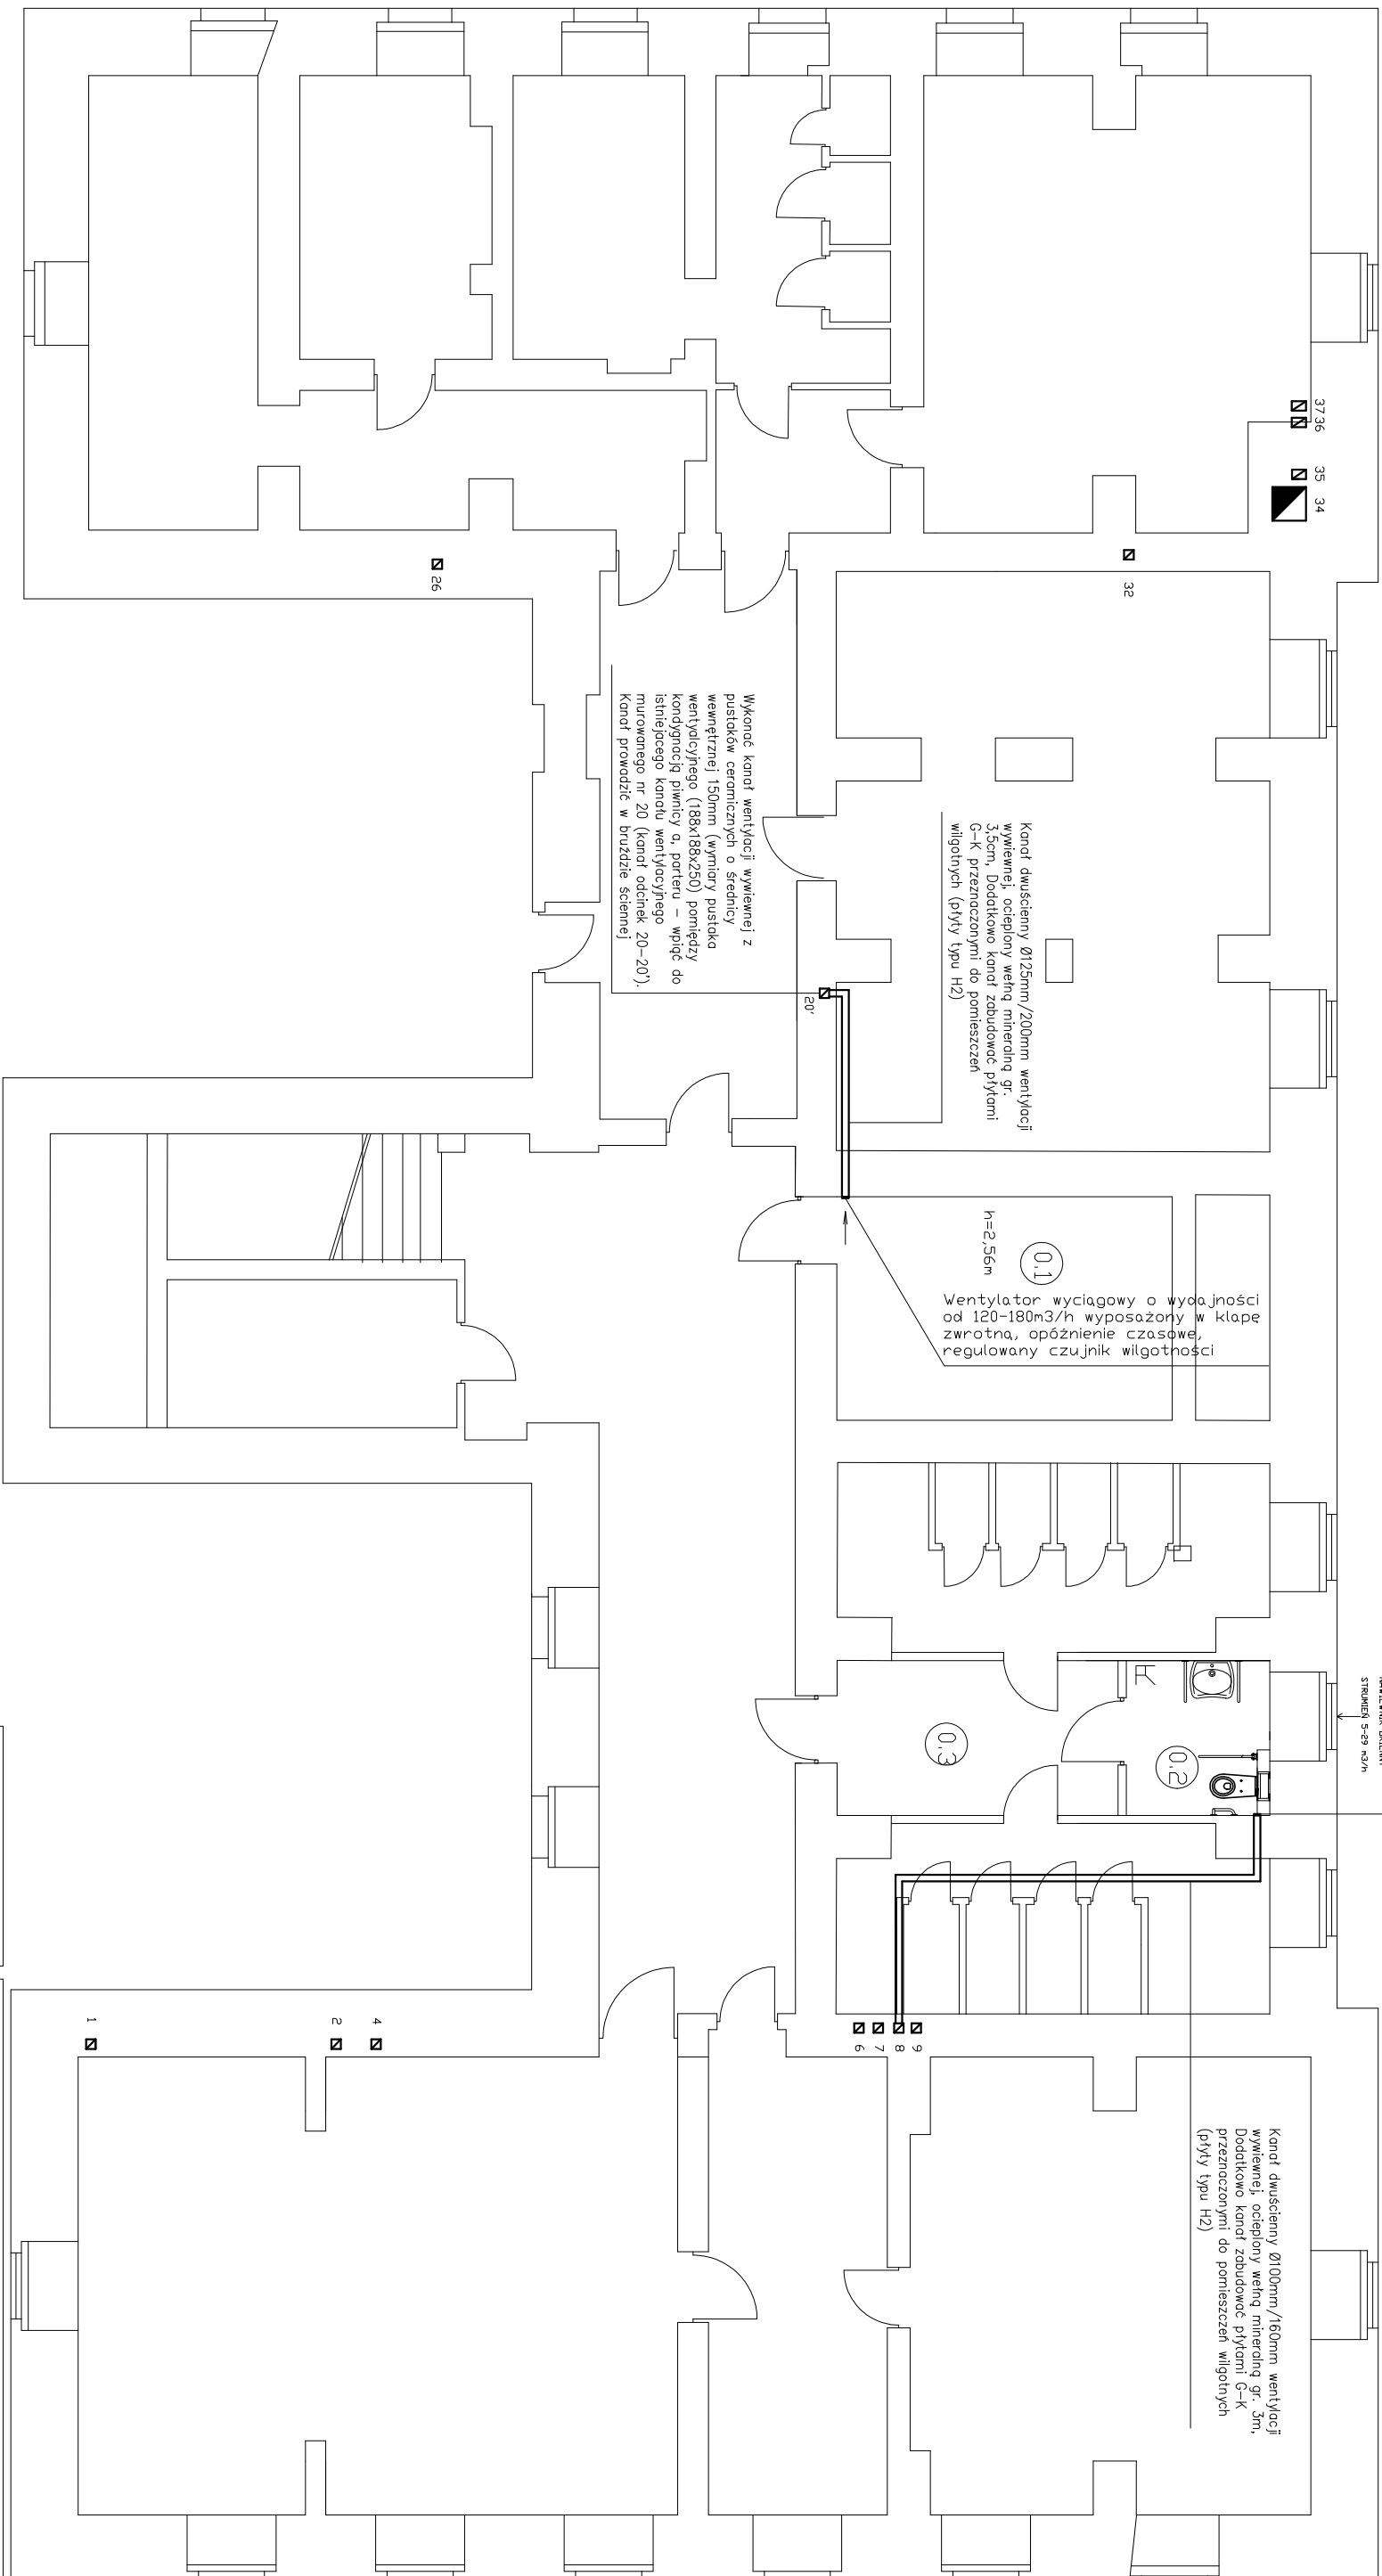 37 36
35
34
32
26
Wykonać kanał wentylacji wywiewnej z
pustaków ceramicznych o średnicy
wewnętrznej 150mm (wymiary pustaka
wentyalcyjnego (188x188x250) pomiędzy
kondygnacją piwnicy a, parteru – wpiąć do
istniejacego kanału wentylacyjnego
murowanego nr 20 (kanał odcinek 20–20').
Kanał prowadzić w bruździe ściennej
Kanał dwuścienny Ø125mm/200mm wentylacji
wywiewnej, ocieplony wełną mineralną gr.
3,5cm, Dodatkowo kanał zabudować płytami
G–K przeznaczonymi do pomieszczeń
wilgotnych (płyty typu H2)
20'
h=2,56m
0.1
Wentylator wyciągowy o wydajności
od 120-180m3/h wyposażony w klapę
zwrotną, opóźnienie czasowe,
regulowany czujnik wilgotności
STRUMIEŃ 5-29 m3/h
0.3
0.2
1
2
4
6
7
8
9
Kanał dwuścienny Ø100mm/160mm wentylacji
wywiewnej, ocieplony wełną mineralną gr. 3m,
Dodatkowo kanał zabudować płytami G–K
przeznaczonymi do pomieszczeń wilgotnych
(płyty typu H2)